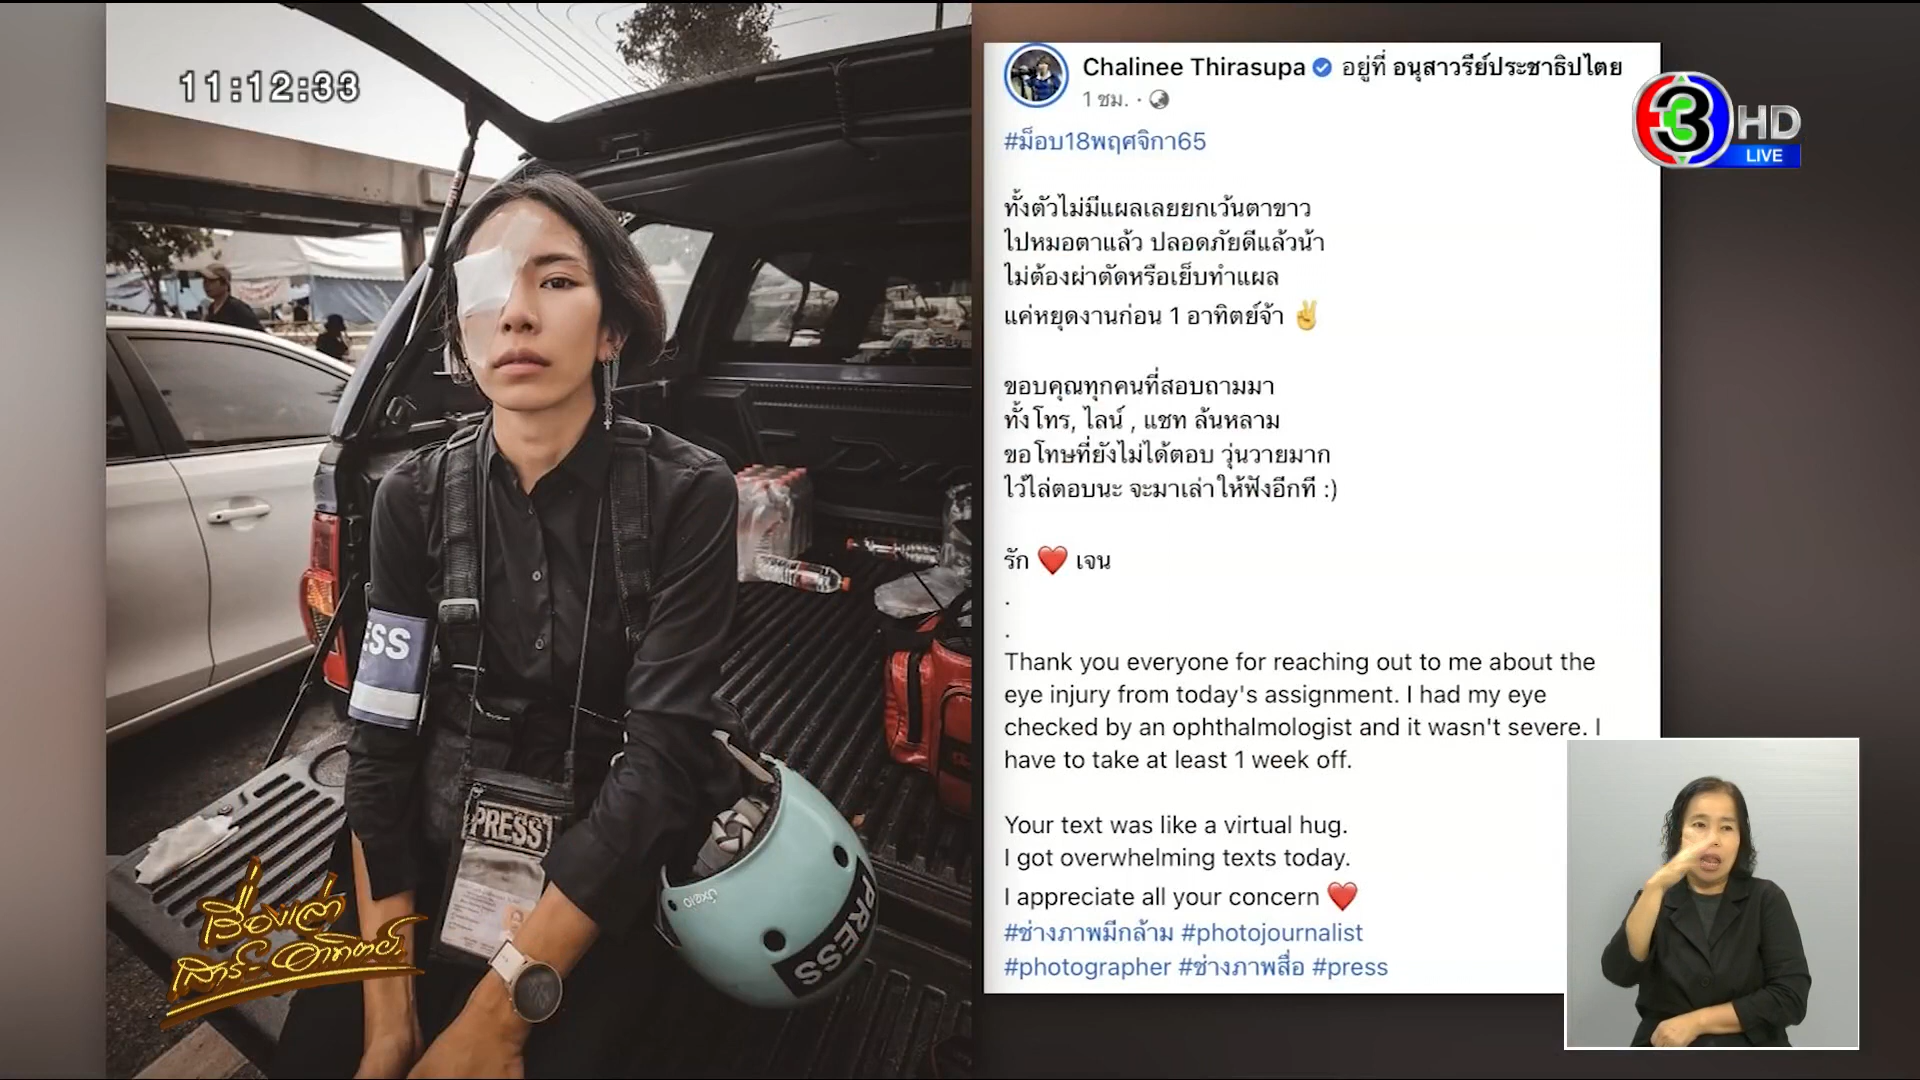 11:12:33
Chalinee Thirasupa อยู่ที่ อนุสาวรีย์ประชาธิปไตย
1 ชม.
3 HD
LIVE
#ม็อบ18พฤศจิกา65
ทั้งตัวไม่มีแผลเลยยกเว้นตาขาว
ไปหมอตาแล้ว ปลอดภัยดีแล้วน้า
ไม่ต้องผ่าตัดหรือเย็บทำแผล
แค่หยุดงานก่อน 1 อาทิตย์จ้า ✌️
ขอบคุณทุกคนที่สอบถามมา
ทั้งโทร, ไลน์ , แชท ล้นหลาม
ขอโทษที่ยังไม่ได้ตอบ วุ่นวายมาก
ไว้ไล่ตอบนะ จะมาเล่าให้ฟังอีกที :)
รัก ❤️ เจน
.
.
Thank you everyone for reaching out to me about the
eye injury from today's assignment. I had my eye
checked by an ophthalmologist and it wasn't severe. I
have to take at least 1 week off.
Your text was like a virtual hug.
I got overwhelming texts today.
I appreciate all your concern ❤️
#ช่างภาพมีกล้าม #photojournalist
#photographer #ช่างภาพสื่อ #press
ESS
PRESS
PRESS
เรื่องเล่า
เสาร์-อาทิตย์